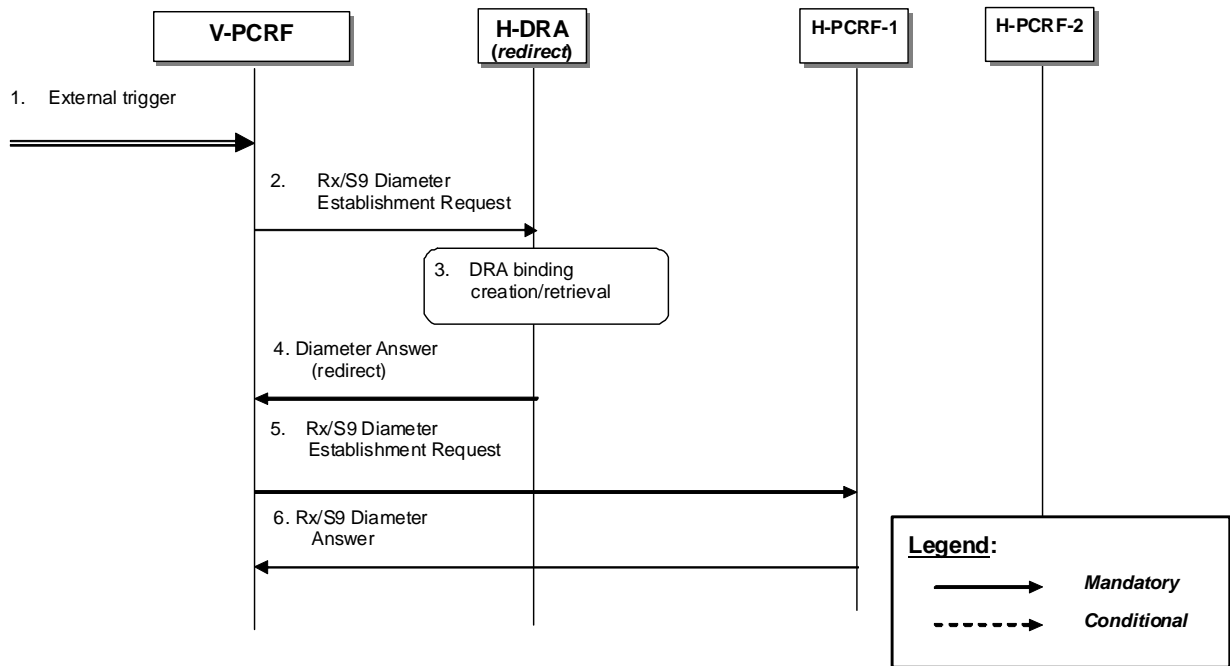 V-PCRF
H-DRA
(redirect)
H-PCRF-1
H-PCRF-2
1. External trigger
2. Rx/S9 Diameter
Establishment Request
3. DRA binding
creation/retrieval
4. Diameter Answer
(redirect)
5. Rx/S9 Diameter
Establishment Request
6. Rx/S9 Diameter
Answer
Legend:
Mandatory
Conditional